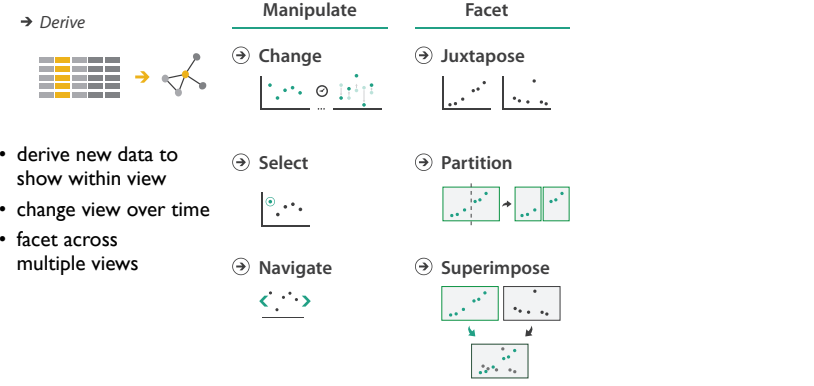 → Derive
• derive new data to
show within view
• change view over time
• facet across
multiple views
Manipulate
Change
...
Select
Navigate
Facet
Juxtapose
Partition
Superimpose